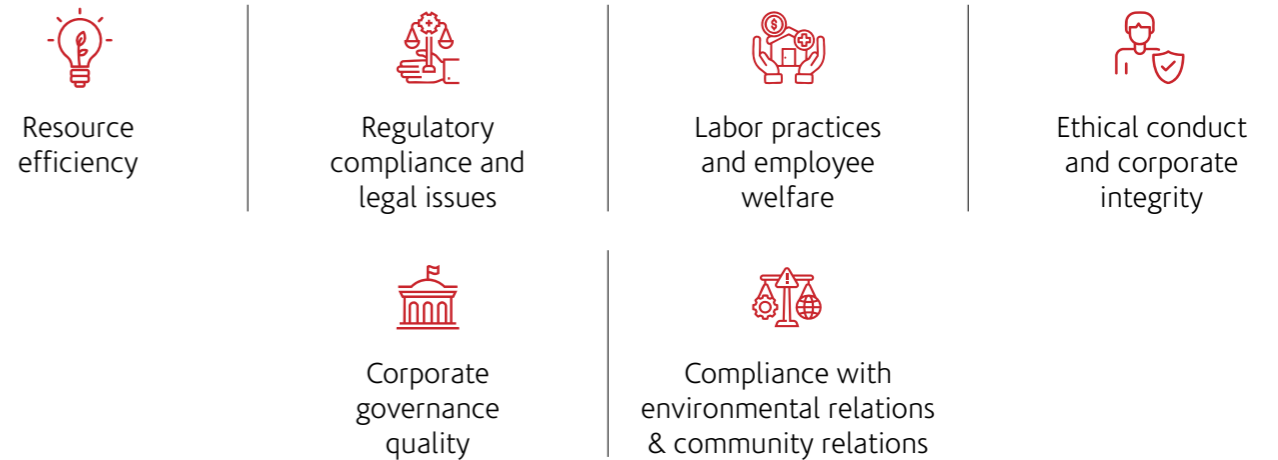 Resource
efficiency
Regulatory
compliance and
legal issues
Labor practices
and employee
welfare
Ethical conduct
and corporate
integrity
Corporate
governance
quality
Compliance with
environmental relations
& community relations